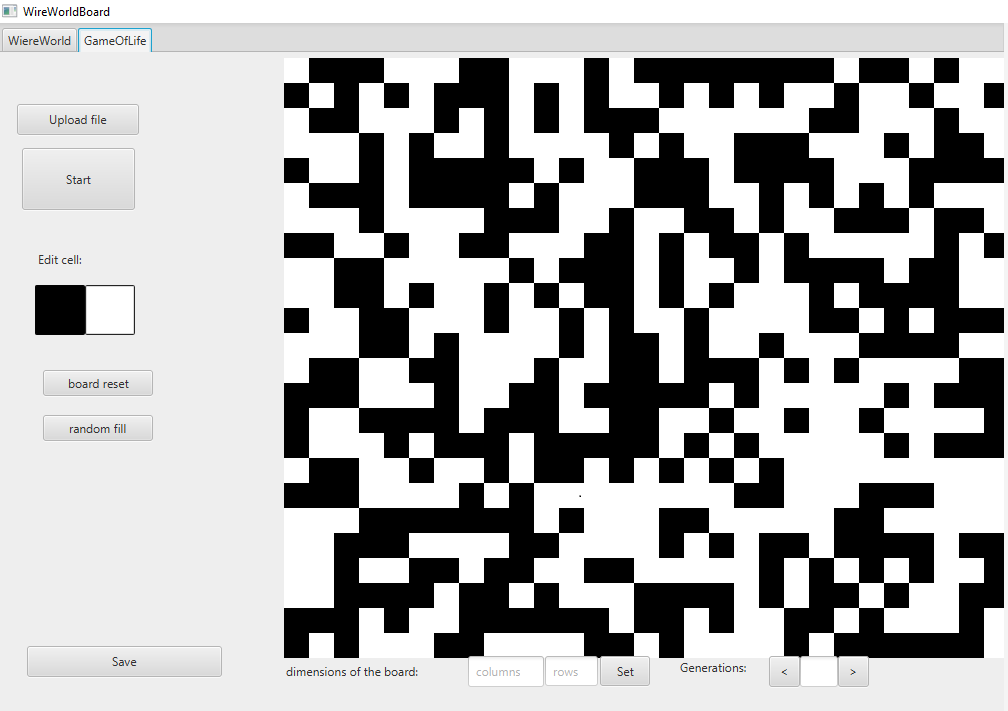 WireWorldBoard
WiereWorld GameOfLife
Upload file
Start
Edit cell:
board reset
random fill
Save
dimensions of the board: columns rows Set Generations: < >